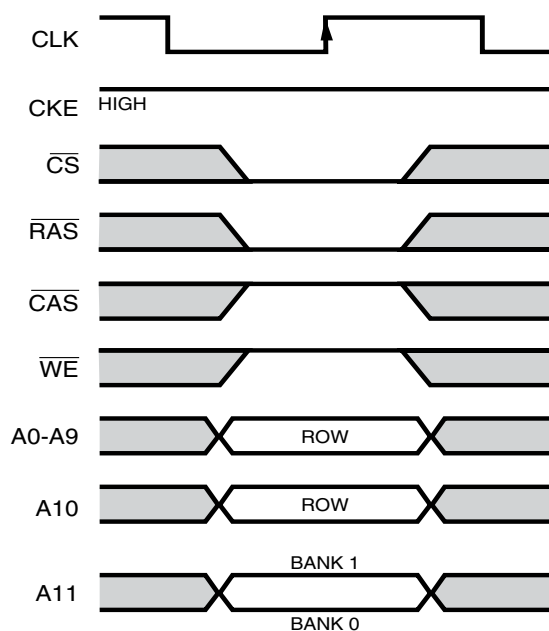 CLK
CKE HIGH
CS
RAS
CAS
WE
A0-A9 ROW
A10 ROW
BANK 1
A11
BANK 0